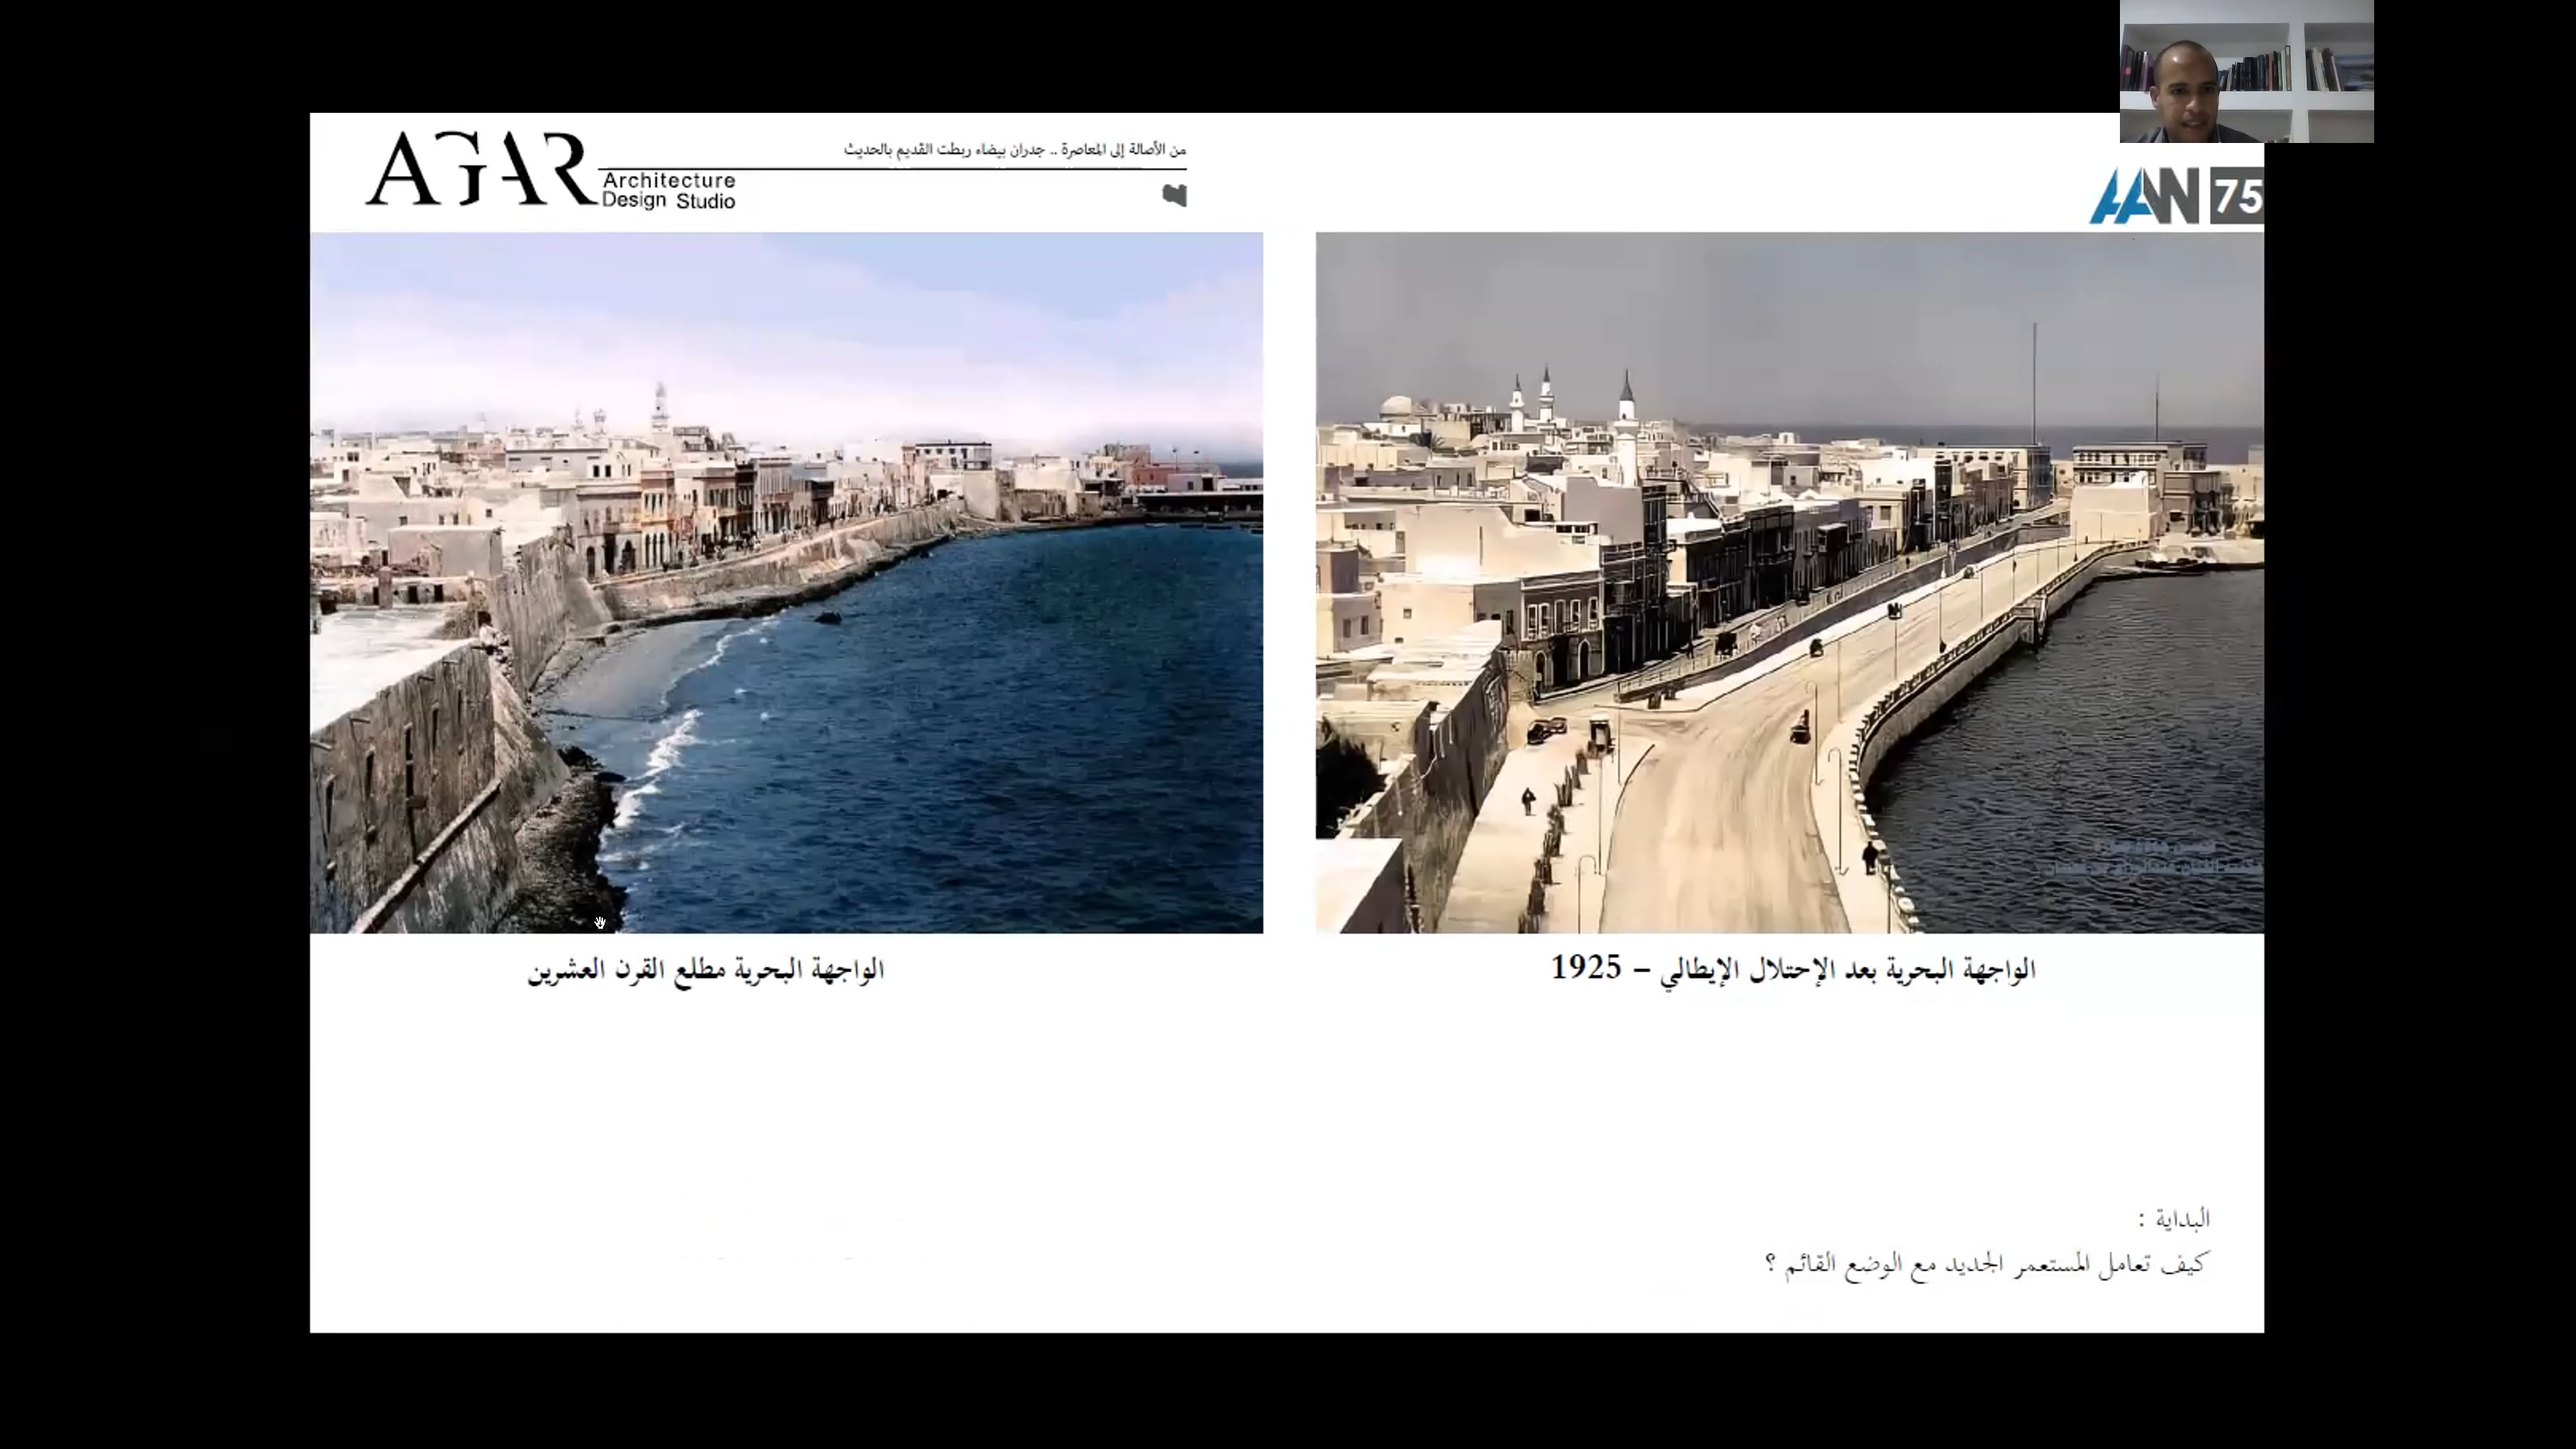 AGAR
Architecture
Design Studio
من الأصالة إلى المعاصرة .. جدران بيضاء ربطت القديم بالحديث
AAN 75
الواجهة البحرية مطلع القرن العشرين
الواجهة البحرية بعد الإحتلال الإيطالي – 1925
البداية :
كيف تعامل المستعمر الجديد مع الوضع القائم ؟